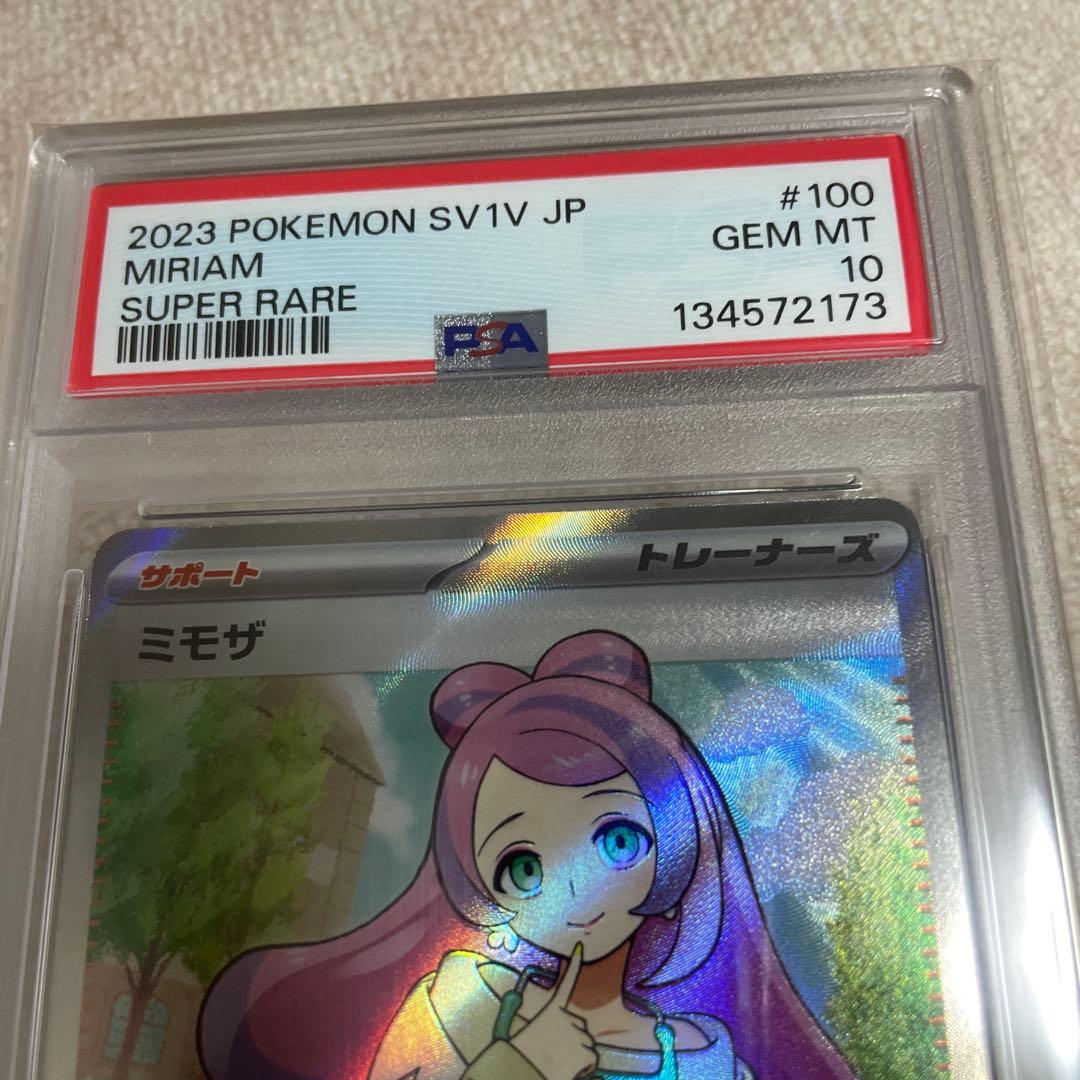 2023 POKEMON SV1V JP #100
MIRIAM GEM MT
SUPER RARE 10
134572173
PSA
サポート トレーナーズ
ミモザ